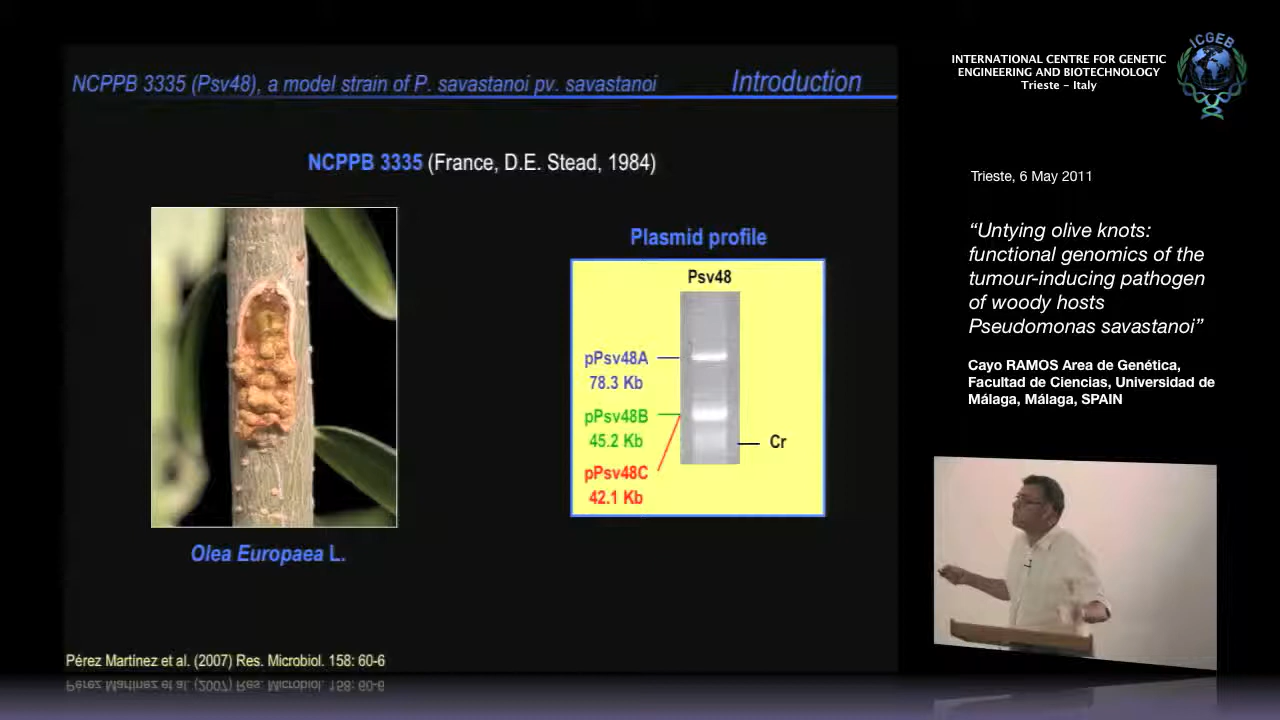 NCPPB 3335 (Psv48), a model strain of P. savastanoi pv. savastanoi
Introduction
NCPPB 3335 (France, D.E. Stead, 1984)
Plasmid profile
Psv48
pPsv48A
78.3 Kb
pPsv48B
45.2 Kb
Cr
pPsv48C
42.1 Kb
Olea Europaea L.
Pérez Martínez et al. (2007) Res. Microbiol. 158: 60-6
INTERNATIONAL CENTRE FOR GENETIC
ENGINEERING AND BIOTECHNOLOGY
Trieste - Italy
ICGEB
Trieste, 6 May 2011
“Untying olive knots:
functional genomics of the
tumour-inducing pathogen
of woody hosts
Pseudomonas savastanoi”
Cayo RAMOS Area de Genética,
Facultad de Ciencias, Universidad de
Málaga, Málaga, SPAIN